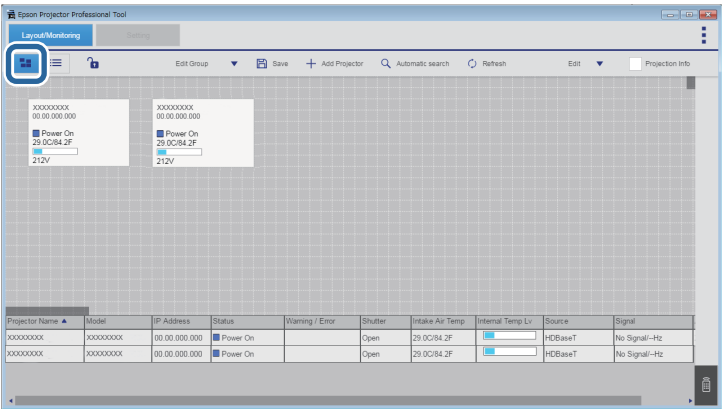 Epson Projector Professional Tool
Layout/Monitoring Setting
Edit Group Save Add Projector Automatic search Refresh Edit Projection Info
XXXXXXXX
00.00.000.000
Power On
29.0C/84.2F
212V
XXXXXXXX
00.00.000.000
Power On
29.0C/84.2F
212V
Projector Name Model IP Address Status Warning / Error Shutter Intake Air Temp Internal Temp Lv Source Signal
XXXXXXXX XXXXXXXX 00.00.000.000 Power On Open 29.0C/84.2F HDBaseT No Signal/--Hz
XXXXXXXX XXXXXXXX 00.00.000.000 Power On Open 29.0C/84.2F HDBaseT No Signal/--Hz